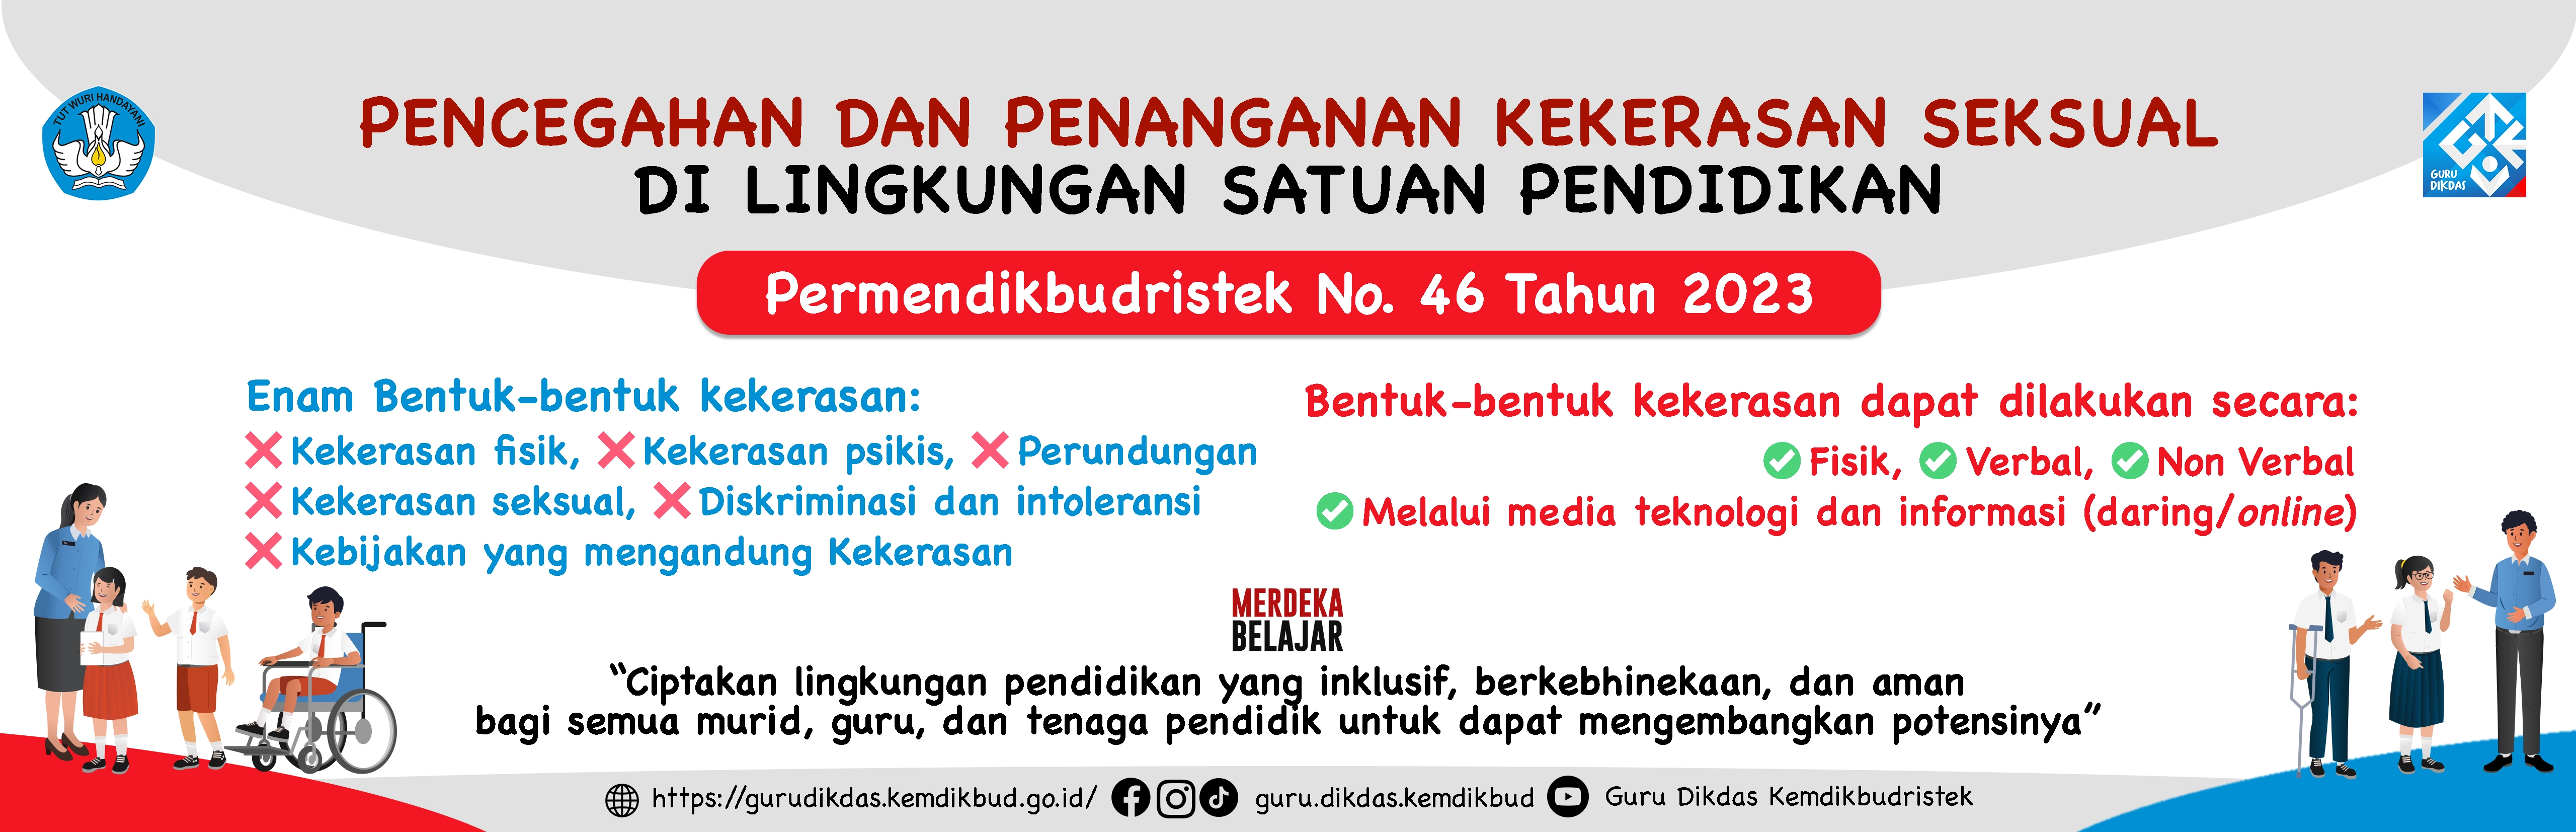 TUT WURI HANDAYANI
PENCEGAHAN DAN PENANGANAN KEKERASAN SEKSUAL
DI LINGKUNGAN SATUAN PENDIDIKAN
GURU
DIKDAS
Permendikbudristek No. 46 Tahun 2023
Enam Bentuk-bentuk kekerasan:
Kekerasan fisik, Kekerasan psikis, Perundungan
Kekerasan seksual, Diskriminasi dan intoleransi
Kebijakan yang mengandung Kekerasan
Bentuk-bentuk kekerasan dapat dilakukan secara:
Fisik, Verbal, Non Verbal
Melalui media teknologi dan informasi (daring/online)
MERDEKA
BELAJAR
“Ciptakan lingkungan pendidikan yang inklusif, berkebhinekaan, dan aman
bagi semua murid, guru, dan tenaga pendidik untuk dapat mengembangkan potensinya”
https://gurudikdas.kemdikbud.go.id/ guru.dikdas.kemdikbud Guru Dikdas Kemdikbudristek